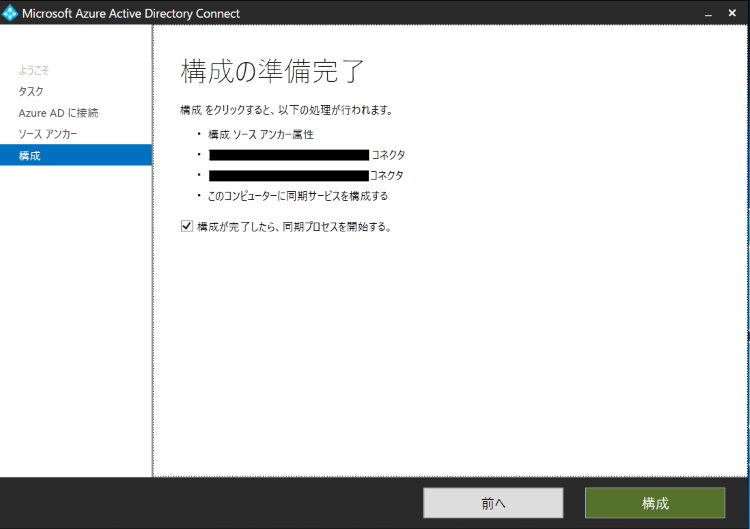 Microsoft Azure Active Directory Connect
ようこそ
タスク
Azure AD に接続
ソース アンカー
構成
構成の準備完了
構成 をクリックすると、以下の処理が行われます。
• 構成 ソース アンカー属性
• コネクタ
• コネクタ
• このコンピューターに同期サービスを構成する
構成が完了したら、同期プロセスを開始する。
前へ
構成